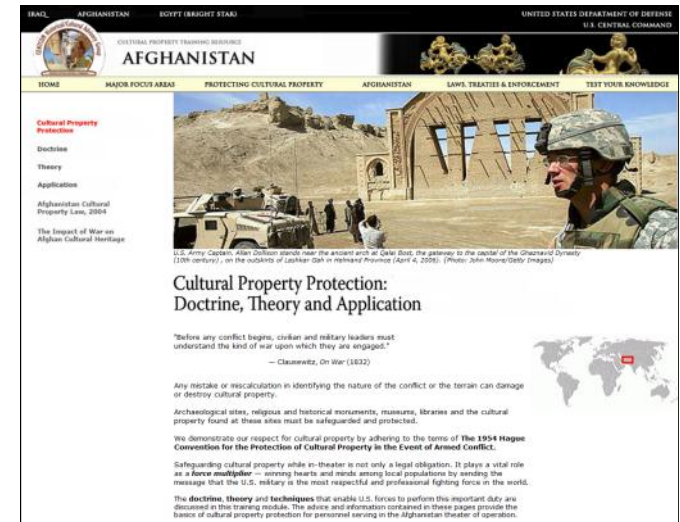 IRAQ AFGHANISTAN EGYPT (BRIGHT STAR)
UNITED STATES DEPARTMENT OF DEFENSE
U.S. CENTRAL COMMAND
CULTURAL PROPERTY TRAINING RESOURCE
AFGHANISTAN
HOME MAJOR FOCUS AREAS PROTECTING CULTURAL PROPERTY AFGHANISTAN LAWS, TREATIES & ENFORCEMENT TEST YOUR KNOWLEDGE
Cultural Property
Protection
Doctrine
Theory
Application
Afghanistan Cultural
Property Law, 2004
The Impact of War on
Afghan Cultural Heritage
U.S. Army Captain, Allan Dollison stands near the ancient arch at Qalai Bost, the gateway to the capital of the Ghaznavid Dynasty
(10th century) , on the outskirts of Lashkar Gah in Helmand Province (April 4, 2006). (Photo: John Moore/Getty Images)
Cultural Property Protection:
Doctrine, Theory and Application
"Before any conflict begins, civilian and military leaders must
understand the kind of war upon which they are engaged."
— Clausewitz, On War (1832)
Any mistake or miscalculation in identifying the nature of the conflict or the terrain can damage
or destroy cultural property.
Archaeological sites, religious and historical monuments, museums, libraries and the cultural
property found at these sites must be safeguarded and protected.
We demonstrate our respect for cultural property by adhering to the terms of The 1954 Hague
Convention for the Protection of Cultural Property in the Event of Armed Conflict.
Safeguarding cultural property while in-theater is not only a legal obligation. It plays a vital role
as a force multiplier — winning hearts and minds among local populations by sending the
message that the U.S. military is the most respectful and professional fighting force in the world.
The doctrine, theory and techniques that enable U.S. forces to perform this important duty are
discussed in this training module. The advice and information contained in these pages provide the
basics of cultural property protection for personnel serving in the Afghanistan theater of operation.